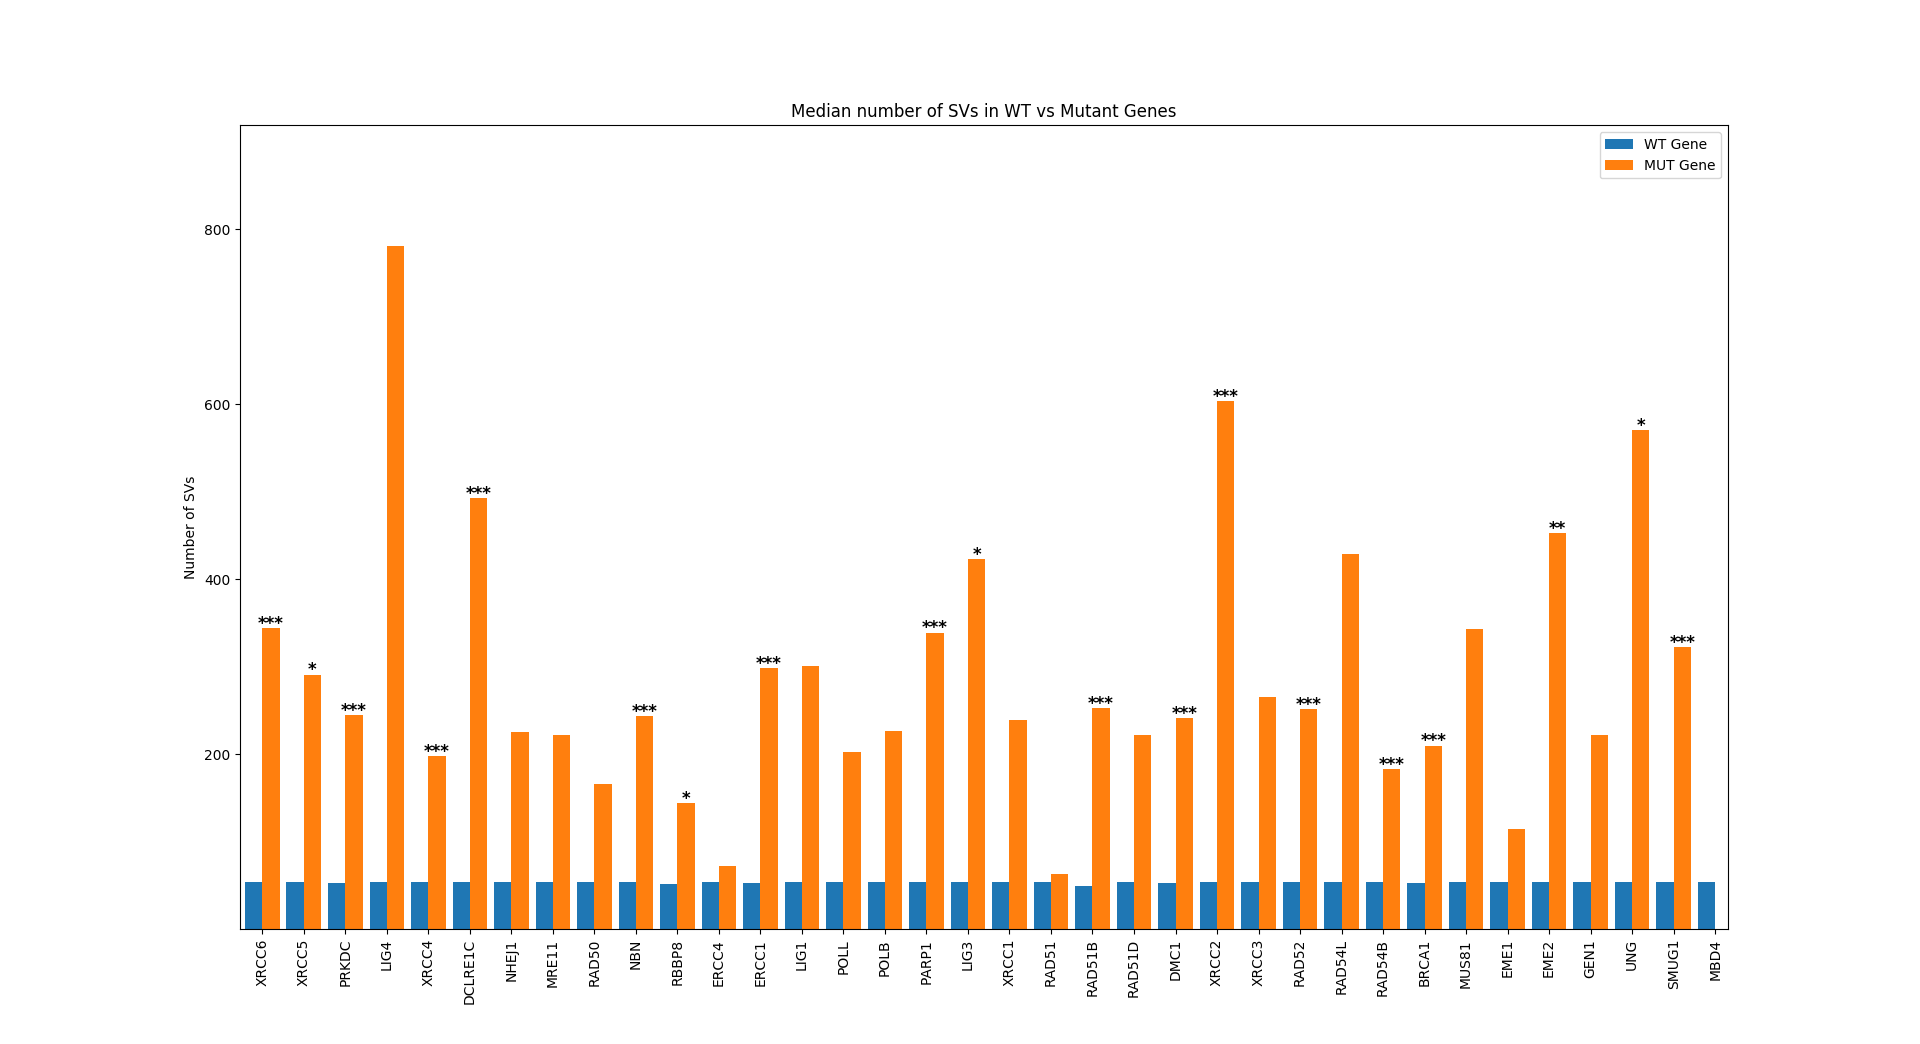 Median number of SVs in WT vs Mutant Genes
WT Gene
MUT Gene
Number of SVs
800
600
400
200
***
*
***
***
***
***
*
***
***
*
***
***
***
***
***
***
**
*
***
XRCC6
XRCC5
PRKDC
LIG4
XRCC4
DCLRE1C
NHEJ1
MRE11
RAD50
NBN
RBBP8
ERCC4
ERCC1
LIG1
POLL
POLB
PARP1
LIG3
XRCC1
RAD51
RAD51B
RAD51D
DMC1
XRCC2
XRCC3
RAD52
RAD54L
RAD54B
BRCA1
MUS81
EME1
EME2
GEN1
UNG
SMUG1
MBD4